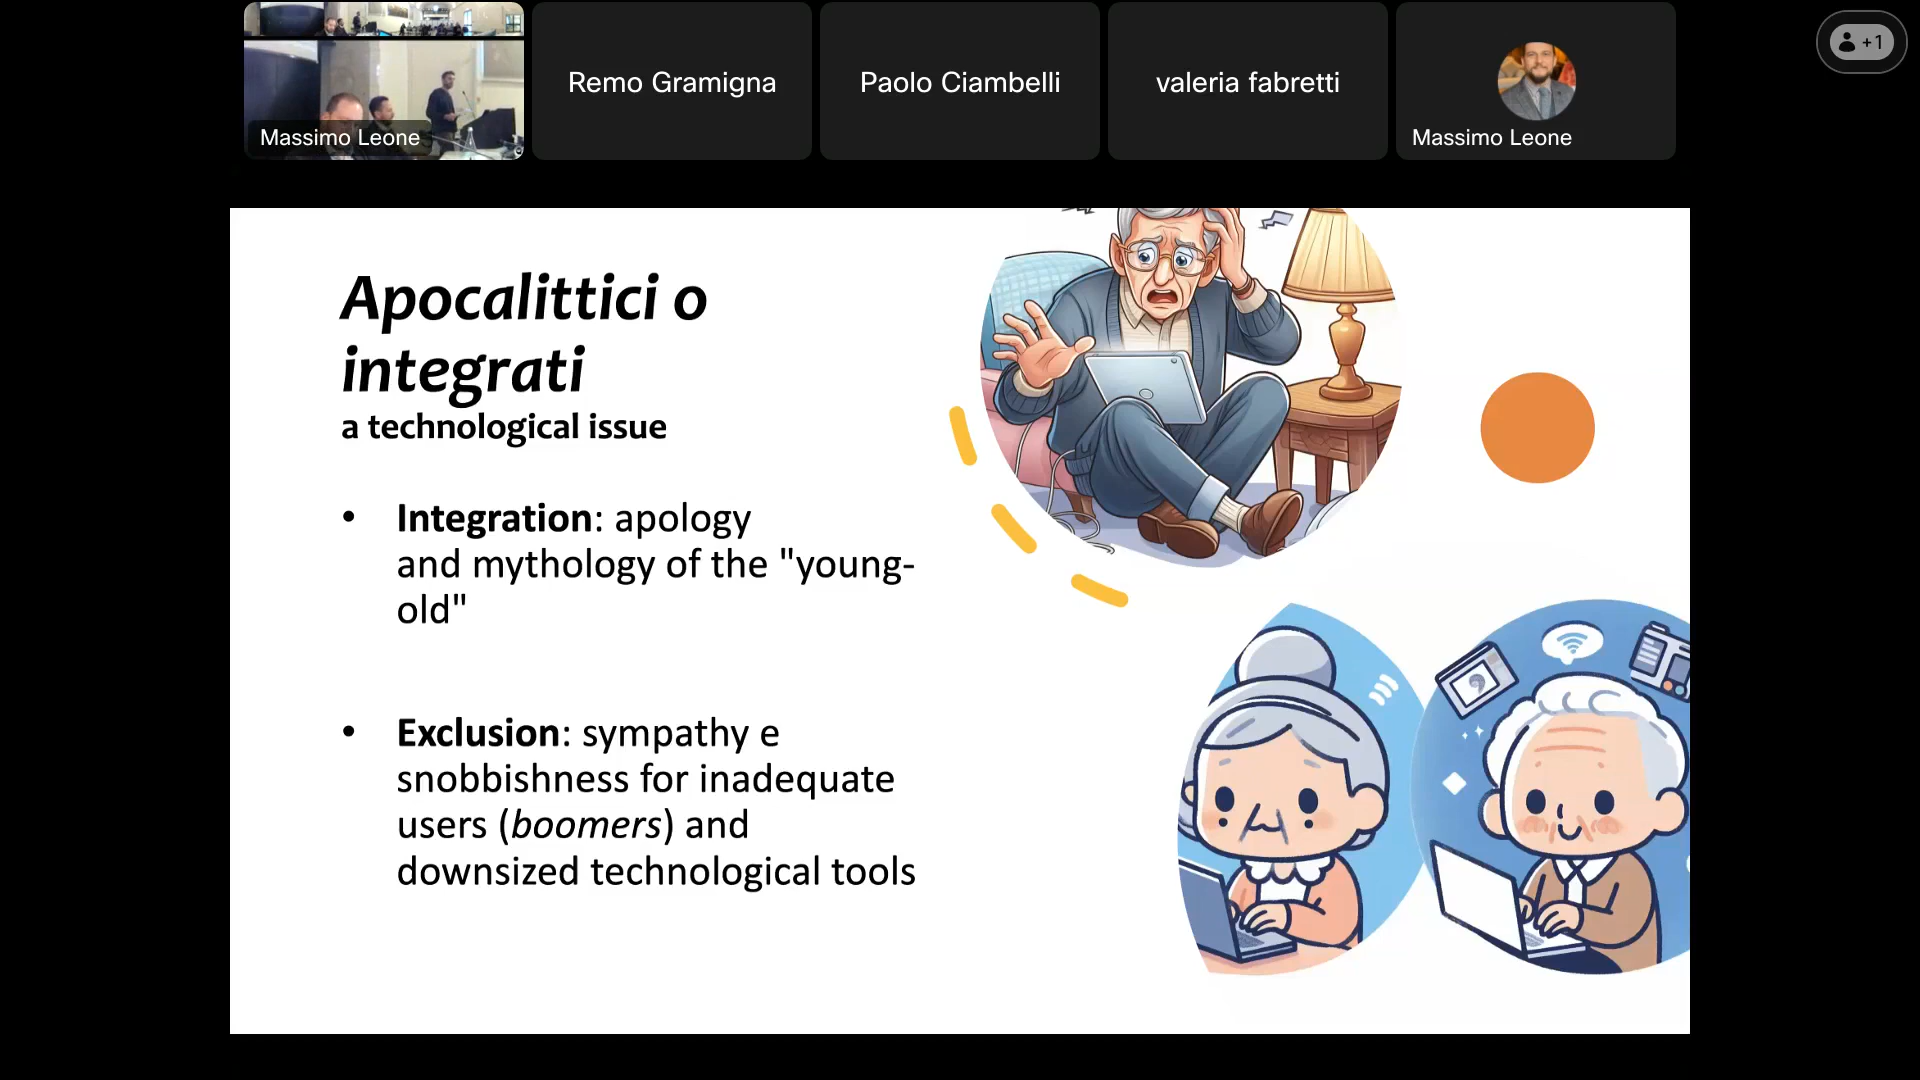 Massimo Leone
Remo Gramigna
Paolo Ciambelli
valeria fabretti
Massimo Leone
+1
Apocalittici o
integrati
a technological issue
• Integration: apology
and mythology of the "young-
old"
• Exclusion: sympathy e
snobbishness for inadequate
users (boomers) and
downsized technological tools